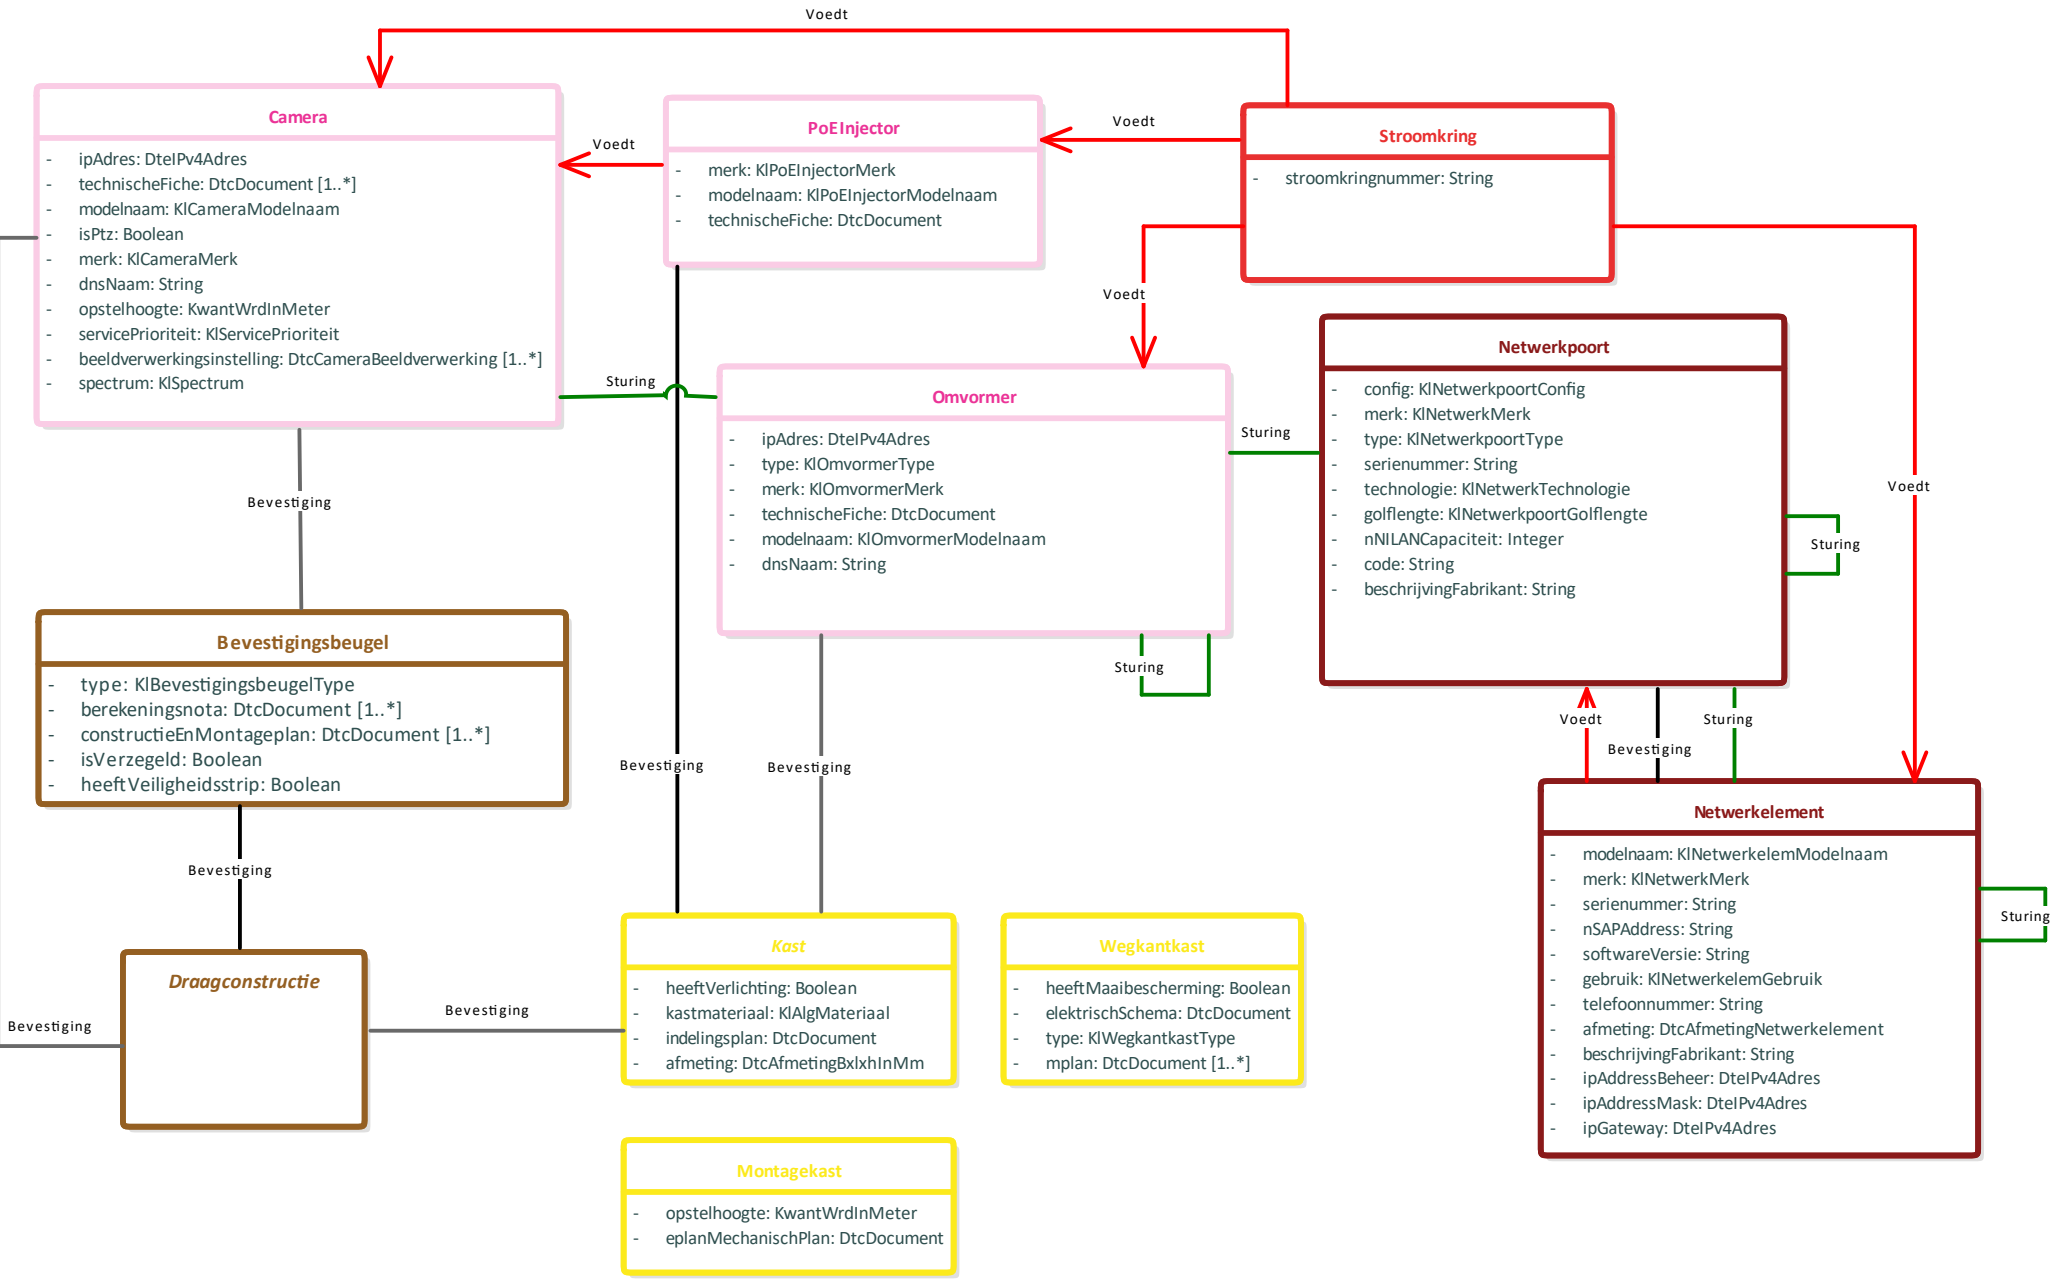 Voedt
Camera
- ipAdres: DteIPv4Adres
- technischeFiche: DtcDocument [1..*]
- modelnaam: KlCameraModelnaam
- isPtz: Boolean
- merk: KlCameraMerk
- dnsNaam: String
- opstelhoogte: KwantWrdInMeter
- servicePrioriteit: KlServicePrioriteit
- beeldverwerkingsinstelling: DtcCameraBeeldverwerking [1..*]
- spectrum: KlSpectrum
Voedt
PoEInjector
- merk: KlPoEInjectorMerk
- modelnaam: KlPoEInjectorModelnaam
- technischeFiche: DtcDocument
Voedt
Stroomkring
- stroomkringnummer: String
Voedt
Voedt
Sturing
Omvormer
- ipAdres: DteIPv4Adres
- type: KlOmvormerType
- merk: KlOmvormerMerk
- technischeFiche: DtcDocument
- modelnaam: KlOmvormerModelnaam
- dnsNaam: String
Sturing
Sturing
Netwerkpoort
- config: KlNetwerkpoortConfig
- merk: KlNetwerkMerk
- type: KlNetwerkpoortType
- serienummer: String
- technologie: KlNetwerkTechnologie
- golflengte: KlNetwerkpoortGolflengte
- nNILANCapaciteit: Integer
- code: String
- beschrijvingFabrikant: String
Sturing
Bevestiging
Bevestigingsbeugel
- type: KlBevestigingsbeugelType
- berekeningsnota: DtcDocument [1..*]
- constructieEnMontageplan: DtcDocument [1..*]
- isVerzegeld: Boolean
- heeftVeiligheidsstrip: Boolean
Bevestiging
Bevestiging
Voedt
Bevestiging
Sturing
Netwerkelement
- modelnaam: KlNetwerkelemModelnaam
- merk: KlNetwerkMerk
- serienummer: String
- nSAPAddress: String
- softwareVersie: String
- gebruik: KlNetwerkelemGebruik
- telefoonnummer: String
- afmeting: DtcAfmetingNetwerkelement
- beschrijvingFabrikant: String
- ipAddressBeheer: DteIPv4Adres
- ipAddressMask: DteIPv4Adres
- ipGateway: DteIPv4Adres
Sturing
Bevestiging
Draagconstructie
Bevestiging
Bevestiging
Kast
- heeftVerlichting: Boolean
- kastmateriaal: KlAlgMateriaal
- indelingsplan: DtcDocument
- afmeting: DtcAfmetingBxlxhInMm
Wegkantkast
- heeftMaaibescherming: Boolean
- elektrischSchema: DtcDocument
- type: KlWegkantkastType
- mplan: DtcDocument [1..*]
Montagekast
- opstelhoogte: KwantWrdInMeter
- eplanMechanischPlan: DtcDocument